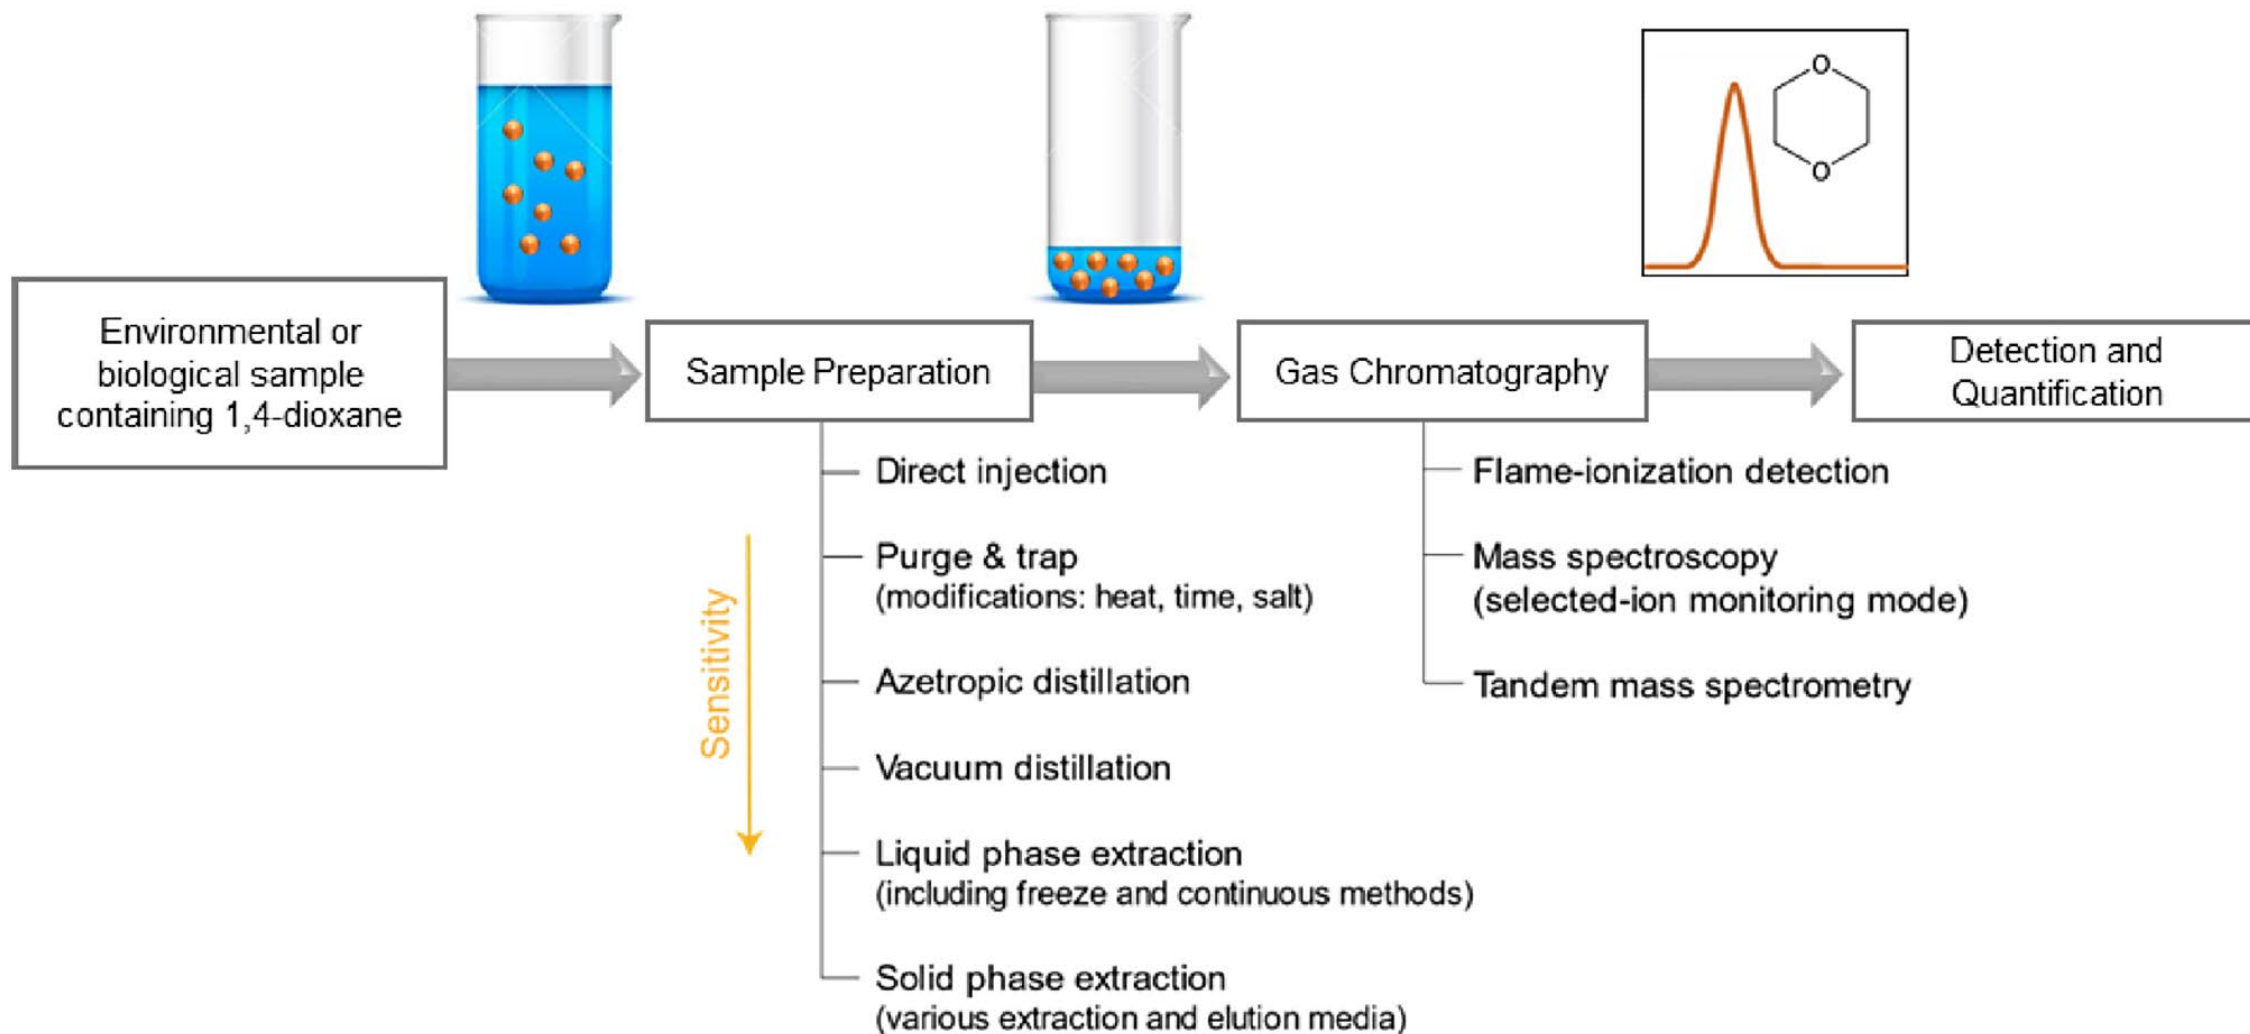 O
O
Environmental or
biological sample
containing 1,4-dioxane
Sample Preparation
Gas Chromatography
Detection and
Quantification
Direct injection
Purge & trap
(modifications: heat, time, salt)
Azetropic distillation
Vacuum distillation
Liquid phase extraction
(including freeze and continuous methods)
Solid phase extraction
(various extraction and elution media)
Sensitivity
Flame-ionization detection
Mass spectroscopy
(selected-ion monitoring mode)
Tandem mass spectrometry